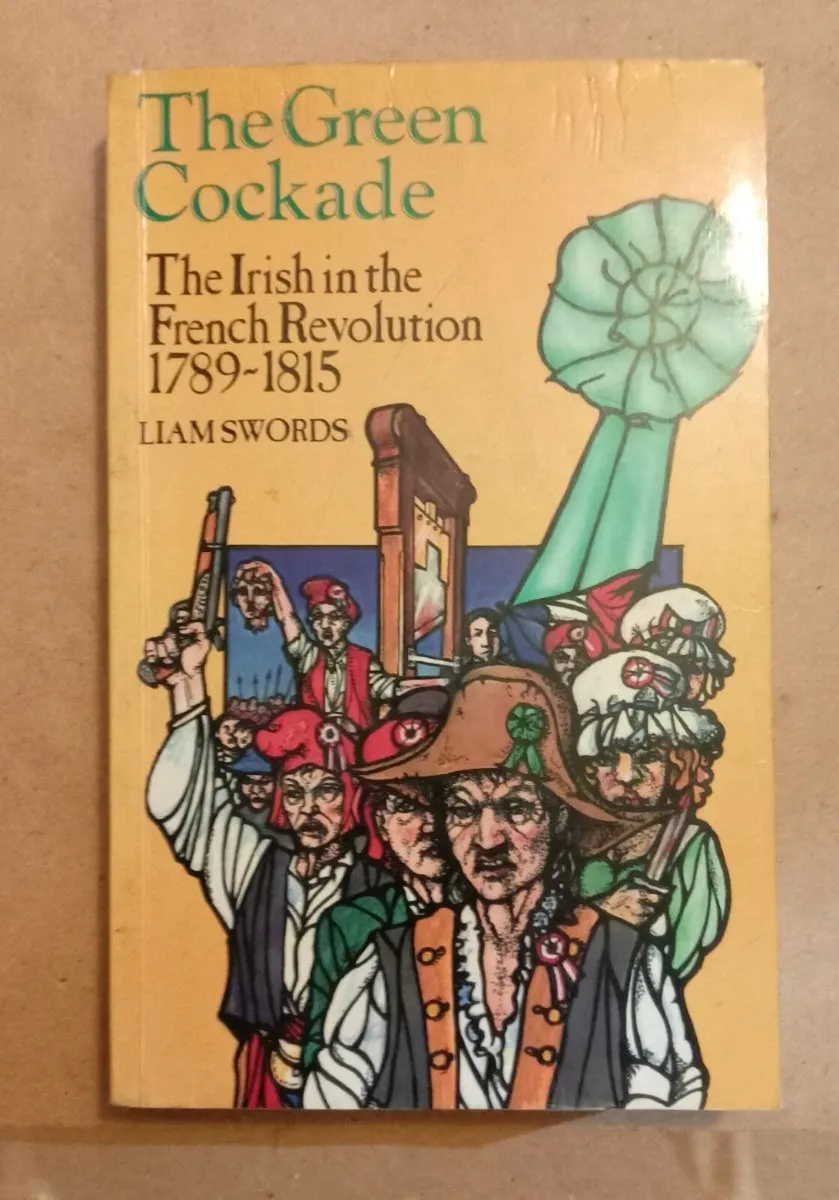 The Green
Cockade
The Irish in the
French Revolution
1789-1815
LIAM SWORDS